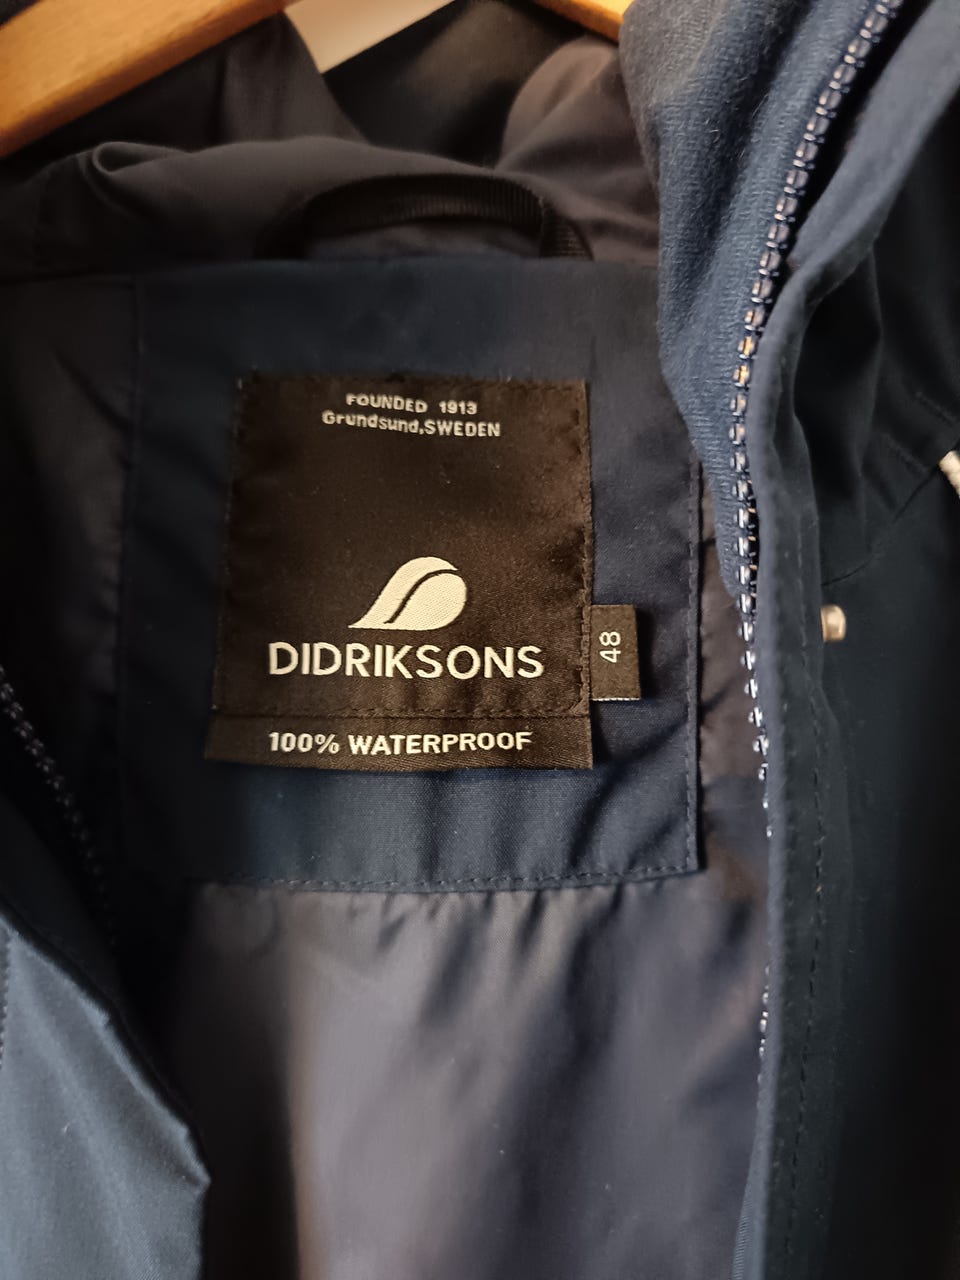 FOUNDED 1913
Grundsund,SWEDEN
DIDRIKSONS
48
100% WATERPROOF